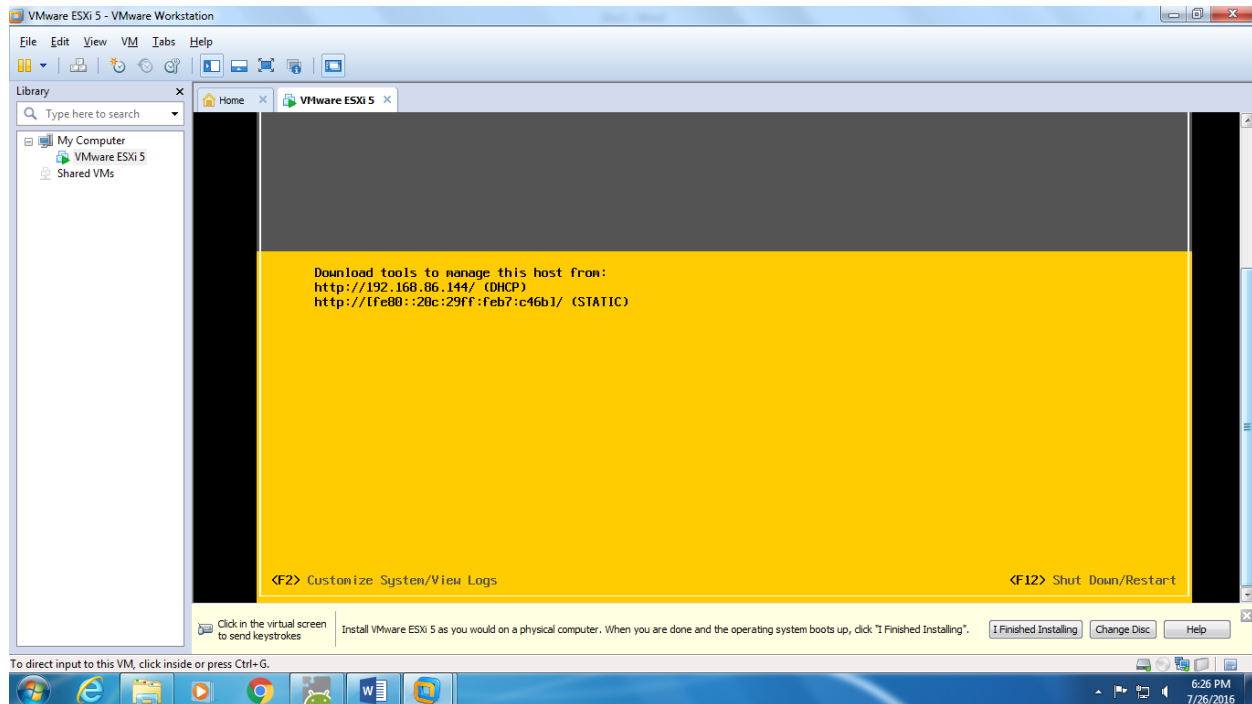 VMware ESXi 5 - VMware Workstation
File Edit View VM Tabs Help
Library
Type here to search
My Computer
VMware ESXi 5
Shared VMs
Home
VMware ESXi 5
Download tools to manage this host from:
http://192.168.86.144/ (DHCP)
http://[fe80::20c:29ff:feb7:c46b]/ (STATIC)
<F2> Customize System/View Logs
<F12> Shut Down/Restart
Click in the virtual screen
to send keystrokes
Install VMware ESXi 5 as you would on a physical computer. When you are done and the operating system boots up, click "I Finished Installing".
I Finished Installing
Change Disc
Help
To direct input to this VM, click inside or press Ctrl+G.
6:26 PM
7/26/2016